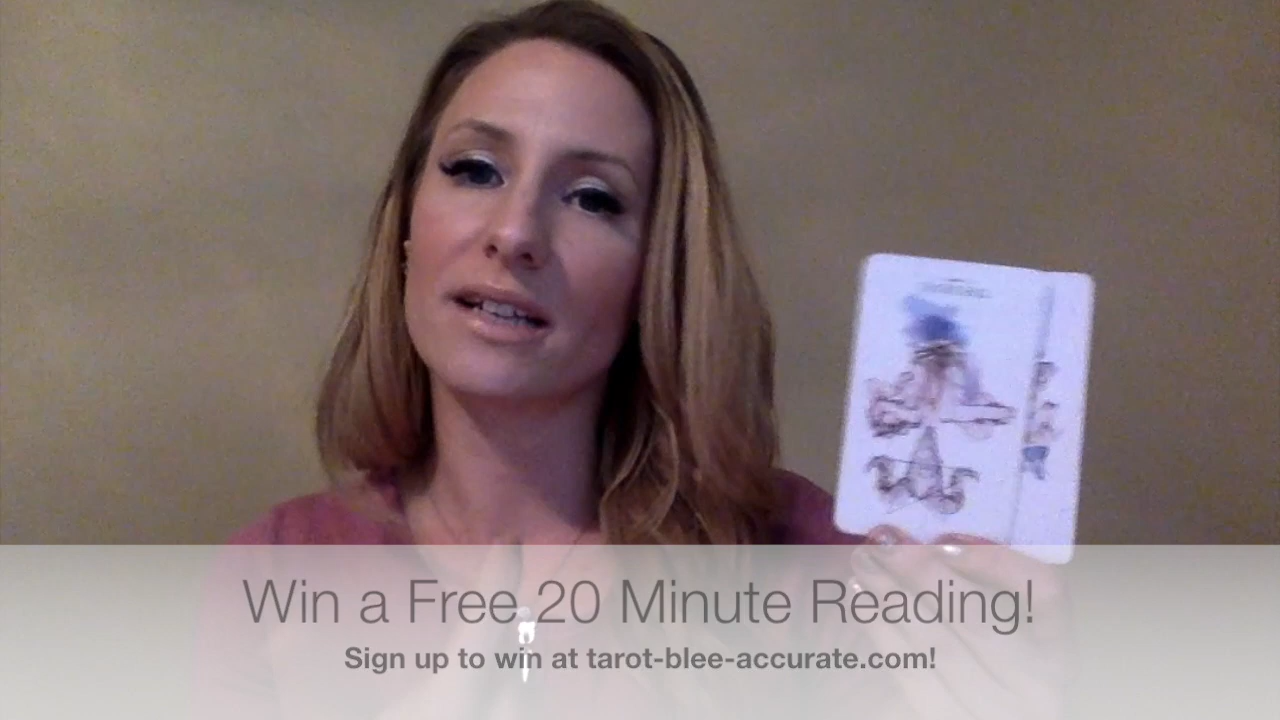 Win a Free 20 Minute Reading!
Sign up to win at tarot-blee-accurate.com!